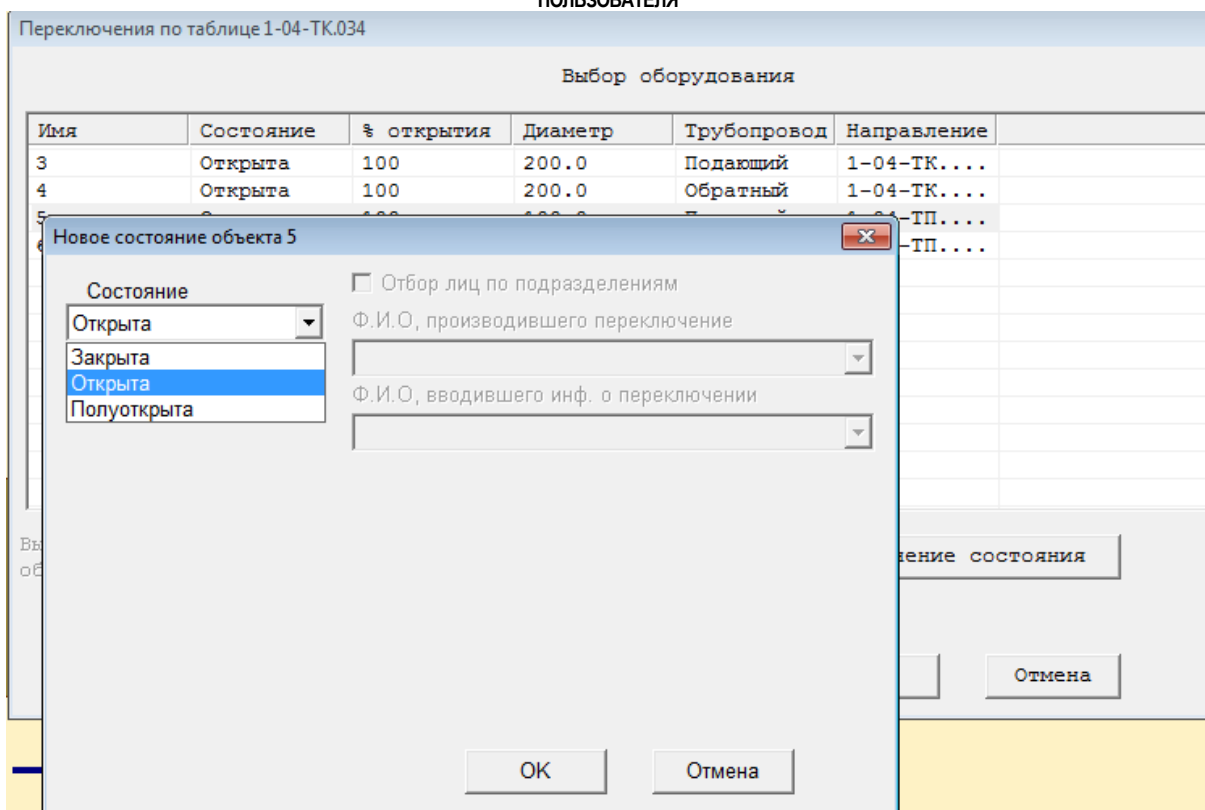 ПОЛЬЗОВАТЕЛЯ
Переключения по таблице 1-04-ТК.034
Выбор оборудования
Имя Состояние % открытия Диаметр Трубопровод Направление
3 Открыта 100 200.0 Подающий 1-04-ТК....
4 Открыта 100 200.0 Обратный 1-04-ТК....
5 -ТП....
-ТП....
Новое состояние объекта 5
Состояние
Открыта
Закрыта
Открыта
Полуоткрыта
Отбор лиц по подразделениям
Ф.И.О, производившего переключение
Ф.И.О, вводившего инф. о переключении
OK Отмена
нение состояния
Отмена